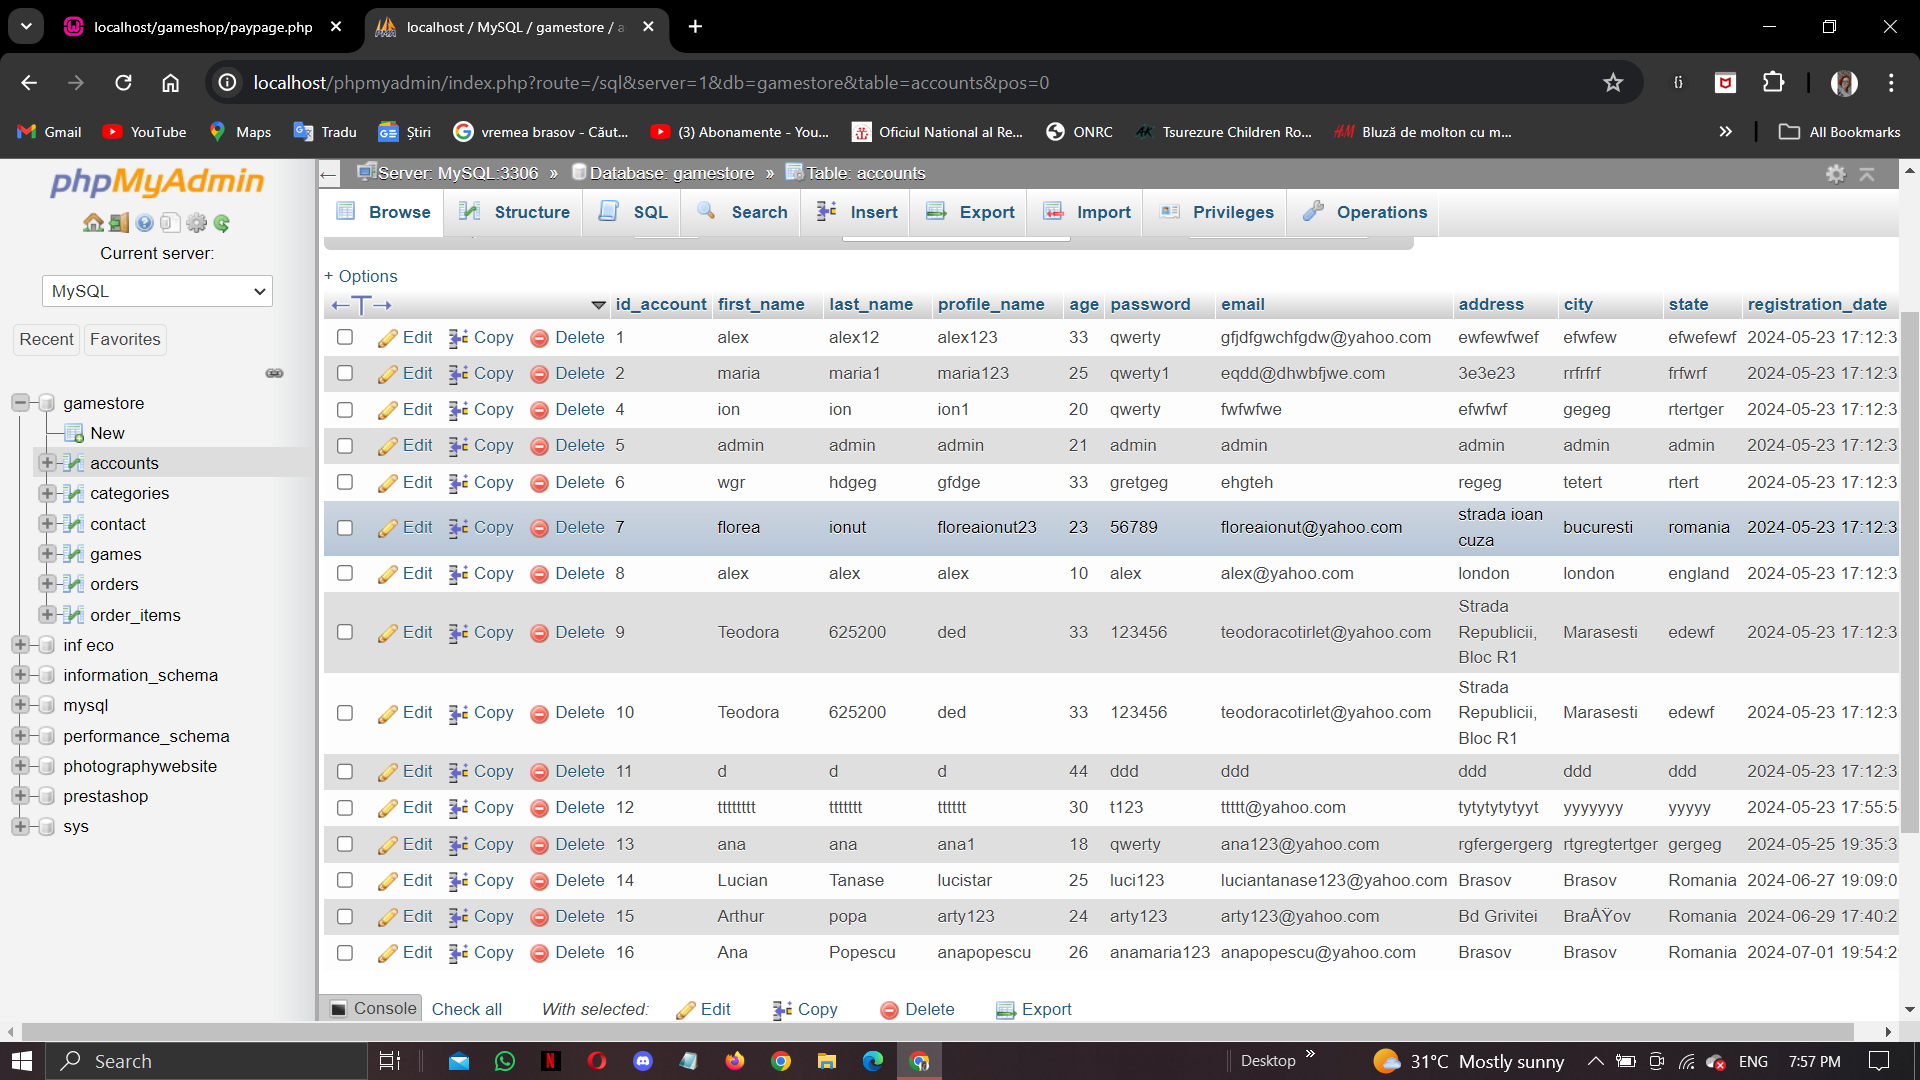 localhost/gameshop/paypage.php
localhost / MySQL / gamestore / a
localhost/phpmyadmin/index.php?route=/sql&server=1&db=gamestore&table=accounts&pos=0
Gmail YouTube Maps Tradu Știri vremea brasov - Căut... (3) Abonamente - You... Oficiul National al Re... ONRC Tsurezure Children Ro... H&M Bluză de molton cu m... » All Bookmarks
phpMyAdmin
Current server:
MySQL
Recent Favorites
gamestore
New
accounts
categories
contact
games
orders
order_items
inf eco
information_schema
mysql
performance_schema
photographywebsite
prestashop
sys
Server: MySQL:3306 » Database: gamestore » Table: accounts
Browse Structure SQL Search Insert Export Import Privileges Operations
+ Options
←T→ id_account first_name last_name profile_name age password email address city state registration_date
Edit Copy Delete 1 alex alex12 alex123 33 qwerty gfjdfgwchfgdw@yahoo.com ewfewfwef efwfew efwefewf 2024-05-23 17:12:3
Edit Copy Delete 2 maria maria1 maria123 25 qwerty1 eqdd@dhwbfjwe.com 3e3e23 rrfrfrf frfwrf 2024-05-23 17:12:3
Edit Copy Delete 4 ion ion ion1 20 qwerty fwfwfwe efwfwf gegeg rtertger 2024-05-23 17:12:3
Edit Copy Delete 5 admin admin admin 21 admin admin admin admin admin 2024-05-23 17:12:3
Edit Copy Delete 6 wgr hdgeg gfdge 33 gretgeg ehgteh regeg tetert rtert 2024-05-23 17:12:3
Edit Copy Delete 7 florea ionut floreaionut23 23 56789 floreaionut@yahoo.com strada ioan cuza bucuresti romania 2024-05-23 17:12:3
Edit Copy Delete 8 alex alex alex 10 alex alex@yahoo.com london london england 2024-05-23 17:12:3
Edit Copy Delete 9 Teodora 625200 ded 33 123456 teodoracotirlet@yahoo.com Strada Republicii, Bloc R1 Marasesti edewf 2024-05-23 17:12:3
Edit Copy Delete 10 Teodora 625200 ded 33 123456 teodoracotirlet@yahoo.com Strada Republicii, Bloc R1 Marasesti edewf 2024-05-23 17:12:3
Edit Copy Delete 11 d d d 44 ddd ddd ddd ddd ddd 2024-05-23 17:12:3
Edit Copy Delete 12 tttttttt ttttttt tttttt 30 t123 ttttt@yahoo.com tytytytytyyt yyyyyyy yyyyy 2024-05-23 17:55:5
Edit Copy Delete 13 ana ana ana1 18 qwerty ana123@yahoo.com rgfergergerg rtgregtertger gergeg 2024-05-25 19:35:3
Edit Copy Delete 14 Lucian Tanase lucistar 25 luci123 luciantanase123@yahoo.com Brasov Brasov Romania 2024-06-27 19:09:0
Edit Copy Delete 15 Arthur popa arty123 24 arty123 arty123@yahoo.com Bd Grivitei BraÅŸov Romania 2024-06-29 17:40:2
Edit Copy Delete 16 Ana Popescu anapopescu 26 anamaria123 anapopescu@yahoo.com Brasov Brasov Romania 2024-07-01 19:54:2
Console Check all With selected: Edit Copy Delete Export
Search Desktop » 31°C Mostly sunny ENG 7:57 PM